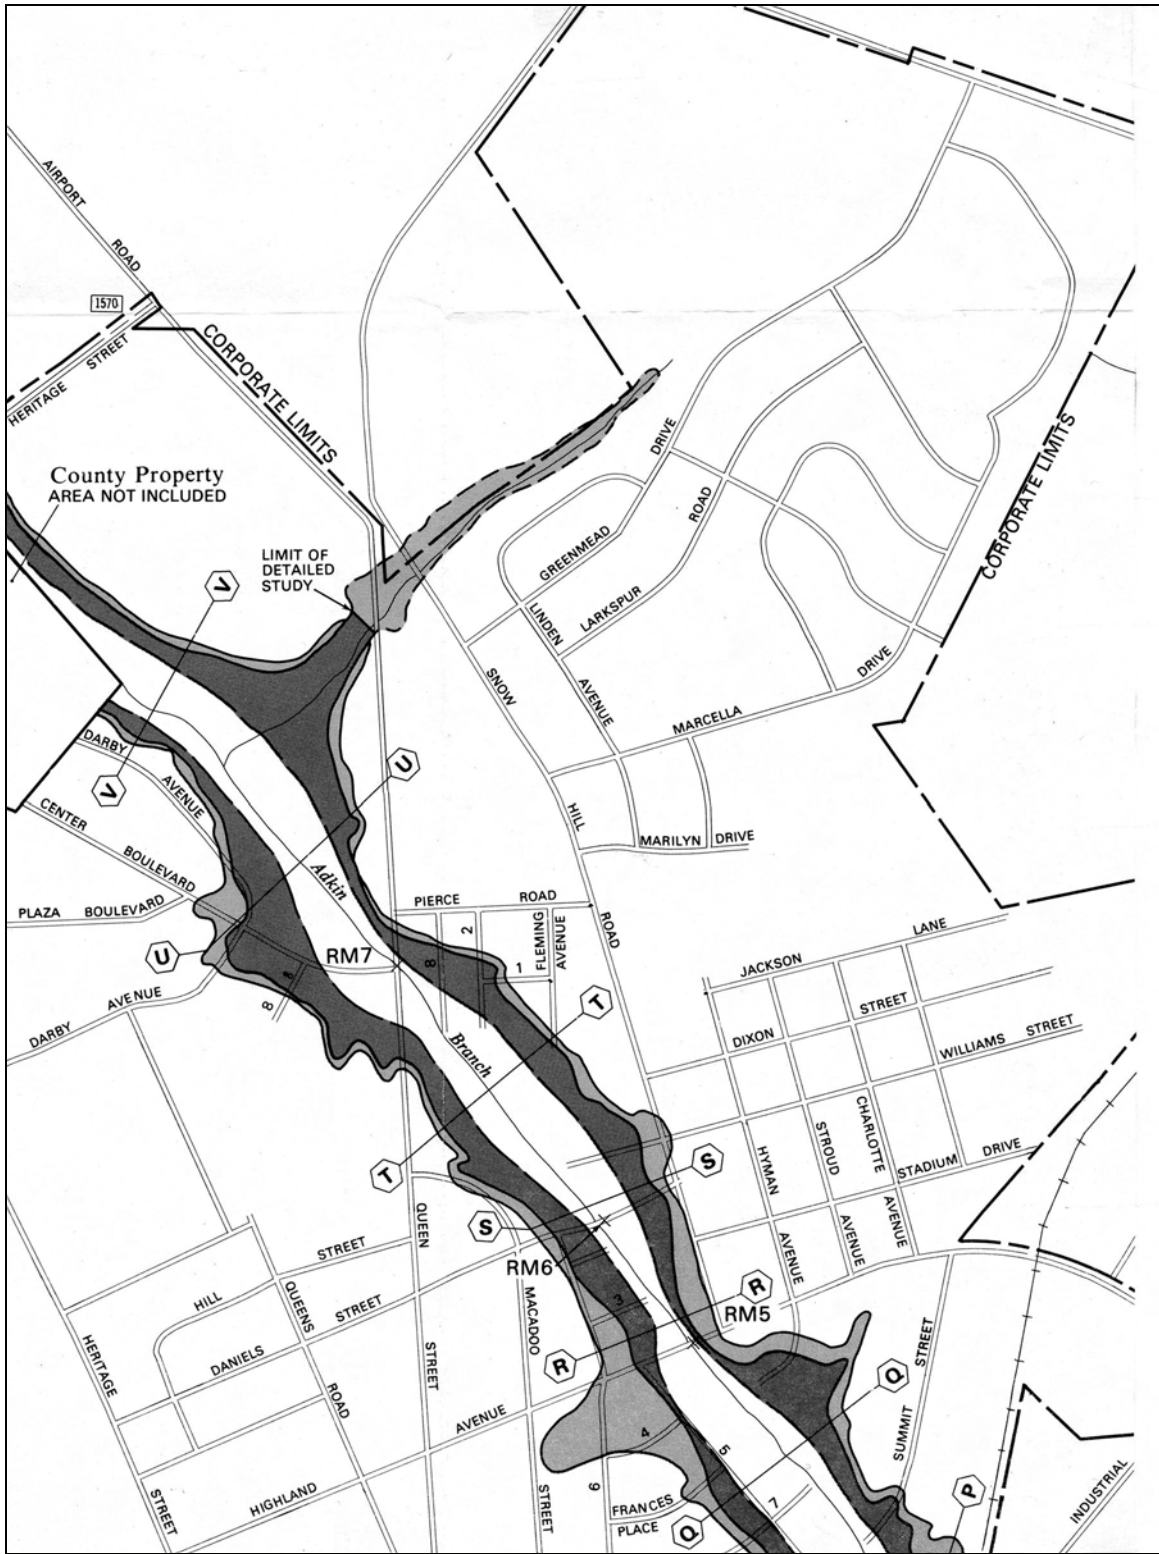 AIRPORT
ROAD
1570
HERITAGE STREET
CORPORATE LIMITS
County Property
AREA NOT INCLUDED
LIMIT OF
DETAILED
STUDY
V
V
DRIVE
ROAD
GREENMEAD
LARKSPUR
LINDEN
AVENUE
SNOW
HILL
ROAD
MARCELLA
DRIVE
CORPORATE LIMITS
MARILYN DRIVE
DARBY
AVENUE
CENTER
BOULEVARD
PLAZA BOULEVARD
U
U
Adkin
Branch
PIERCE ROAD
FLEMING
AVENUE
2
8
1
RM7
8
8
DARBY AVENUE
T
T
JACKSON LANE
DIXON STREET
WILLIAMS STREET
STADIUM DRIVE
HYMAN
AVENUE
STROUD
AVENUE
CHARLOTTE
AVENUE
S
S
RM6
QUEEN
STREET
HILL STREET
QUEENS
ROAD
DANIELS STREET
MACADOO
STREET
HERITAGE
STREET
HIGHLAND AVENUE
3
R
R
RM5
4
5
9
7
FRANCES
PLACE
Q
Q
SUMMIT STREET
P
INDUSTRIAL